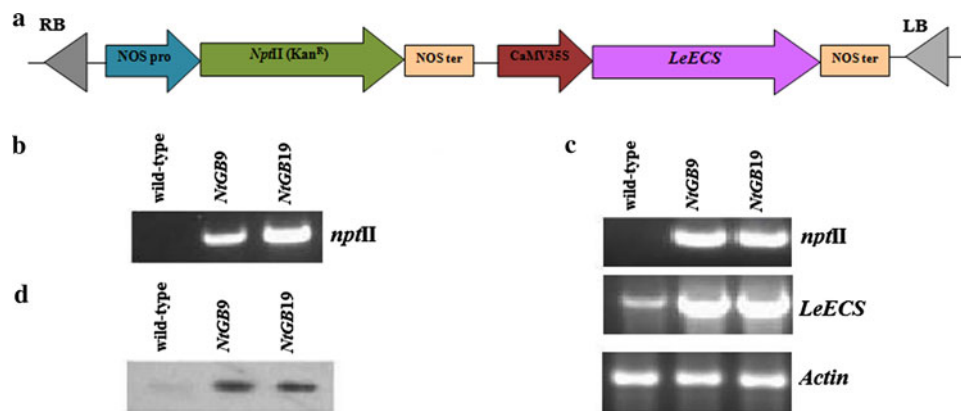 a
RB
LB
NOS pro
NptII (Kanᴿ)
NOS ter
CaMV35S
LeECS
NOS ter
b
wild-type
NtGB9
NtGB19
nptII
c
wild-type
NtGB9
NtGB19
nptII
LeECS
Actin
d
wild-type
NtGB9
NtGB19